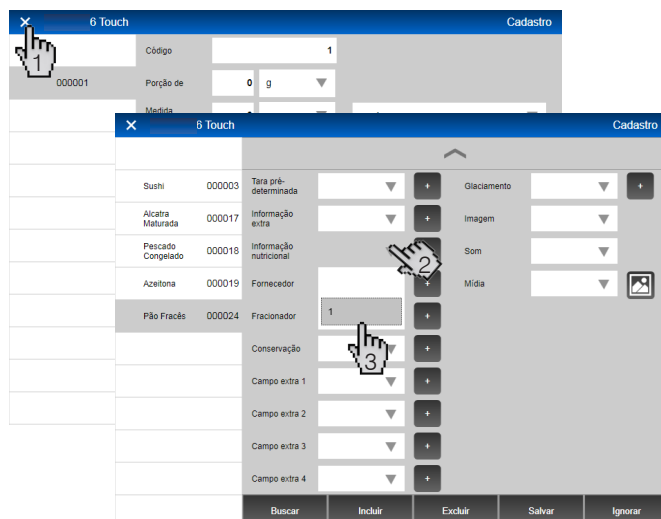 6 Touch Cadastro
Código 1
1
000001 Porção de 0 g
Medida
6 Touch Cadastro
Sushi 000003 Tara pré-determinada + Glaciamento +
Alcatra Maturada 000017 Informação extra + Imagem
Pescado Congelado 000018 Informação nutricional Som
2
Azeitona 000019 Fornecedor + Mídia
Pão Fracês 000024 Fracionador 1 +
3
Conservação +
Campo extra 1 +
Campo extra 2 +
Campo extra 3 +
Campo extra 4 +
Buscar Incluir Excluir Salvar Ignorar